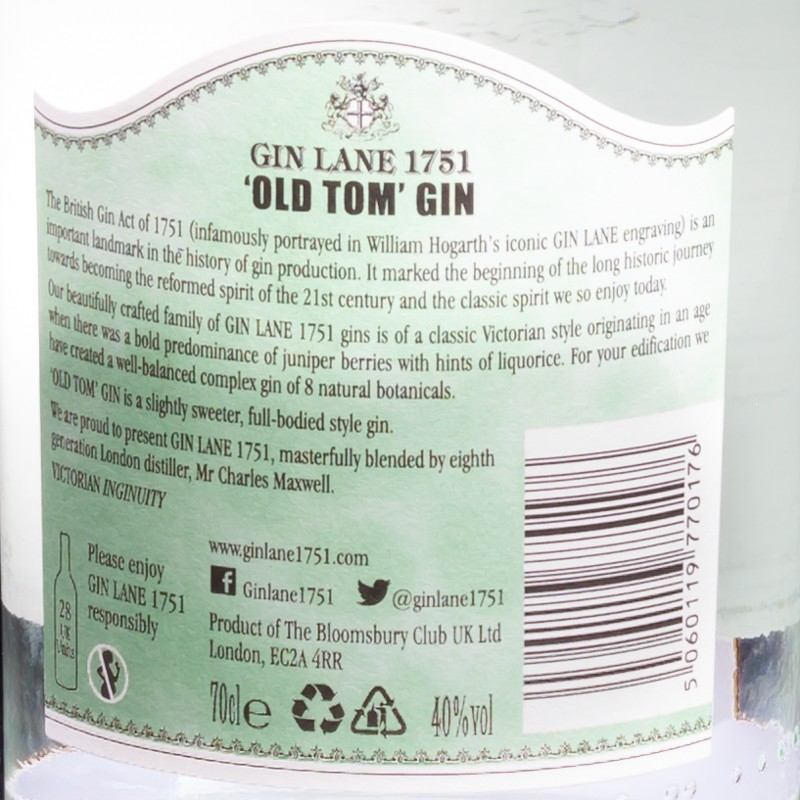 GIN LANE 1751
'OLD TOM' GIN
The British Gin Act of 1751 (infamously portrayed in William Hogarth's iconic GIN LANE engraving) is an
important landmark in the history of gin production. It marked the beginning of the long historic journey
towards becoming the reformed spirit of the 21st century and the classic spirit we so enjoy today.
Our beautifully crafted family of GIN LANE 1751 gins is of a classic Victorian style originating in an age
when there was a bold predominance of juniper berries with hints of liquorice. For your edification we
have created a well-balanced complex gin of 8 natural botanicals.
'OLD TOM' GIN is a slightly sweeter, full-bodied style gin.
We are proud to present GIN LANE 1751, masterfully blended by eighth
generation London distiller, Mr Charles Maxwell.
VICTORIAN INGINUITY
28
UK
Units
Please enjoy
GIN LANE 1751
responsibly
www.ginlane1751.com
f Ginlane1751 @ginlane1751
Product of The Bloomsbury Club UK Ltd
London, EC2A 4RR
70cl e 40%vol
5 060119 770176